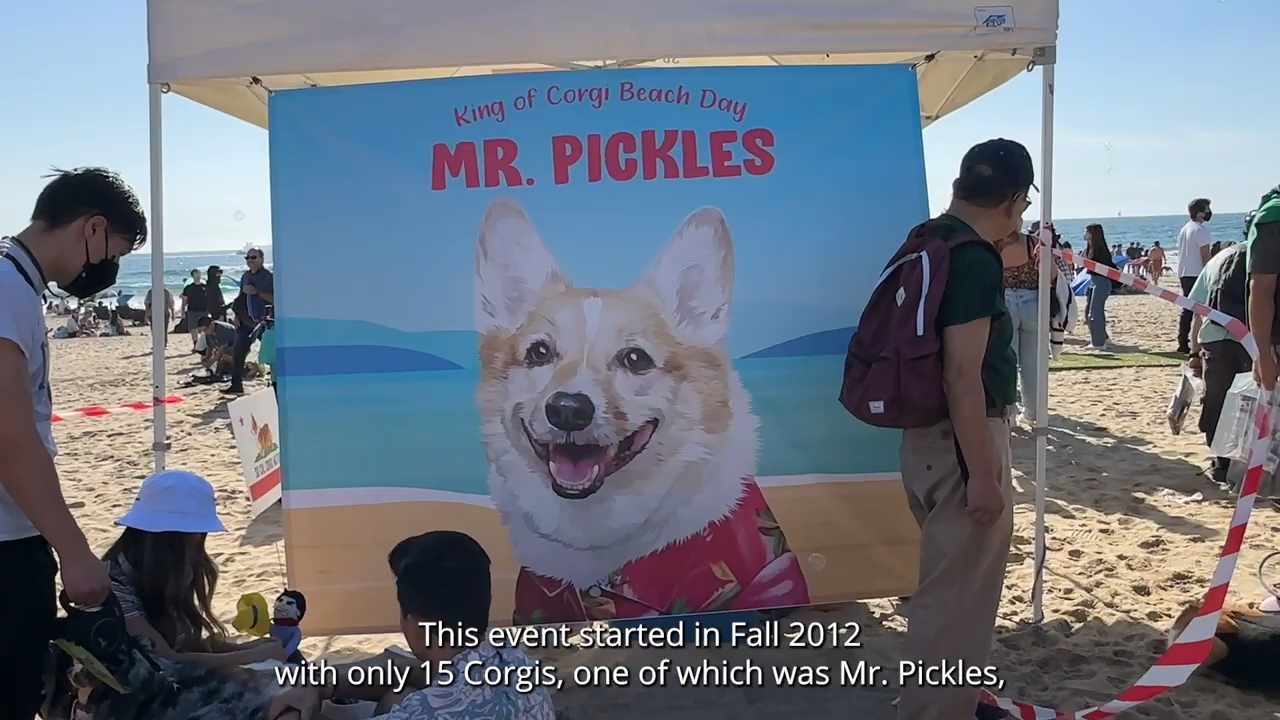 King of Corgi Beach Day
MR. PICKLES
This event started in Fall 2012
with only 15 Corgis, one of which was Mr. Pickles,